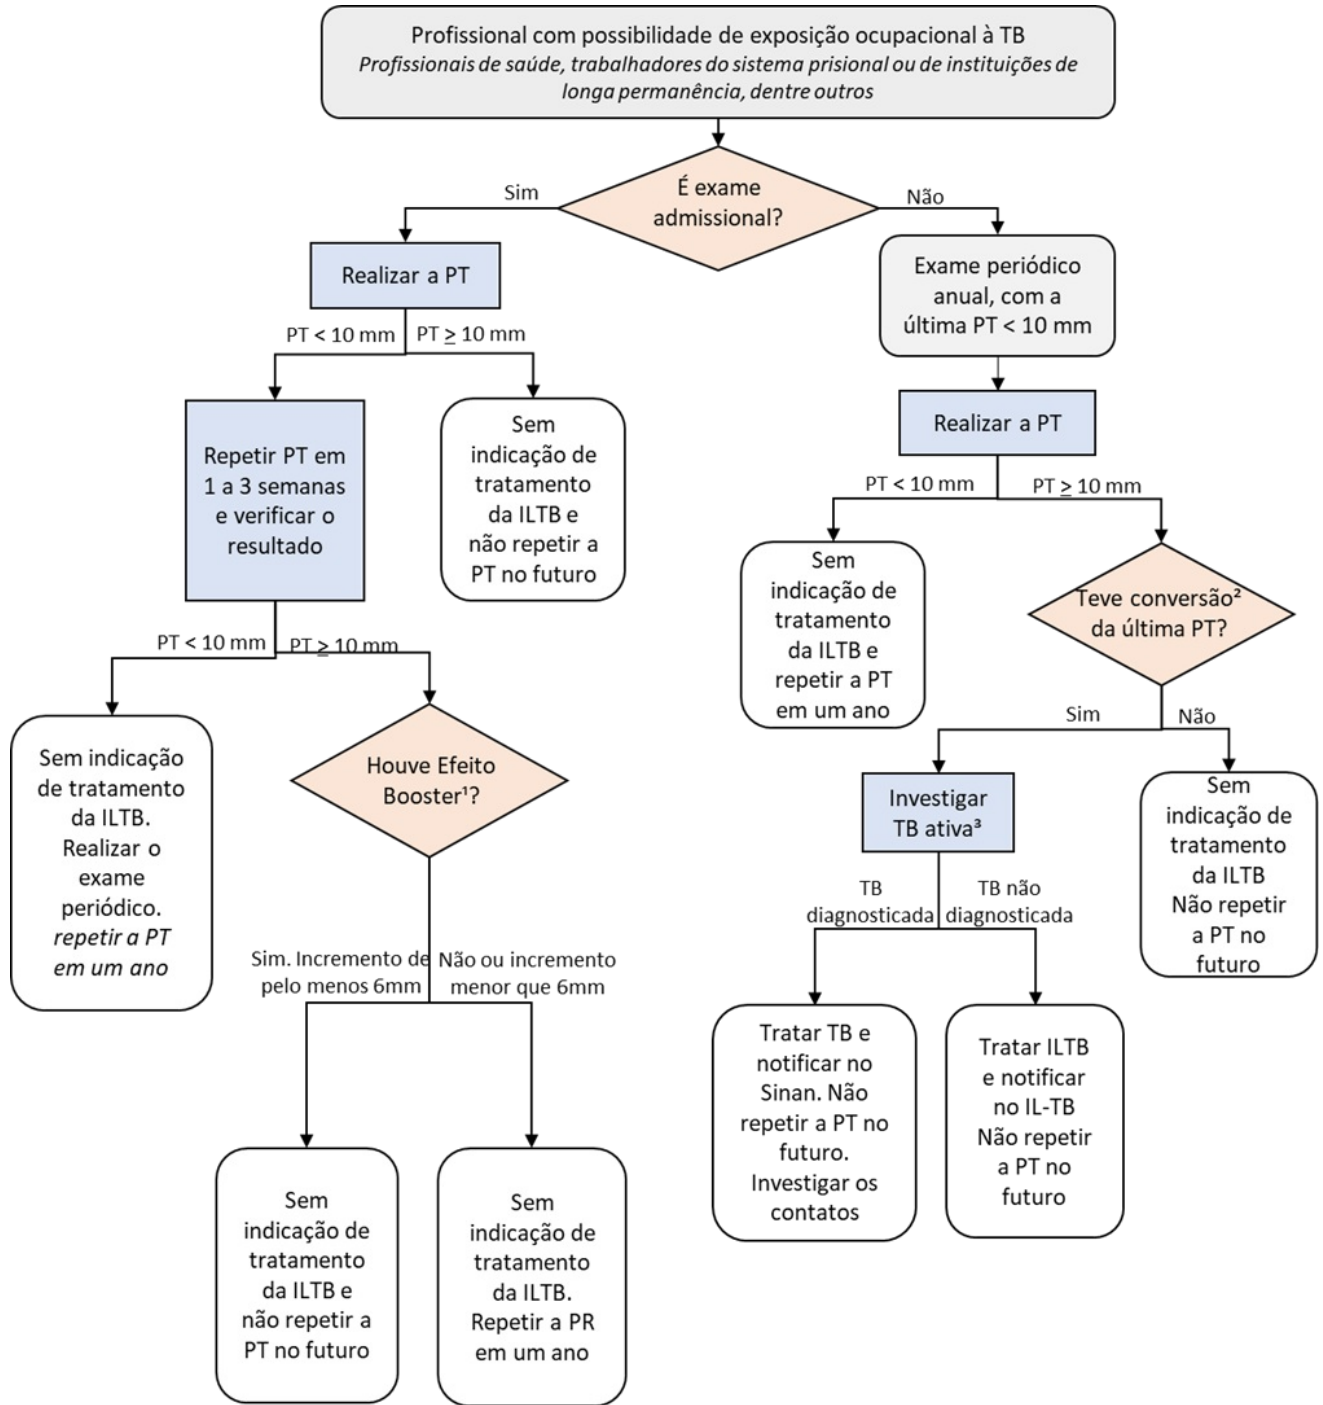 Profissional com possibilidade de exposição ocupacional à TB
Profissionais de saúde, trabalhadores do sistema prisional ou de instituições de
longa permanência, dentre outros
É exame
admissional?
Sim
Não
Realizar a PT
PT < 10 mm
PT ≥ 10 mm
Repetir PT em
1 a 3 semanas
e verificar o
resultado
Sem
indicação de
tratamento
da ILTB e
não repetir a
PT no futuro
PT < 10 mm
PT ≥ 10 mm
Sem indicação
de tratamento
da ILTB.
Realizar o
exame
periódico.
repetir a PT
em um ano
Houve Efeito
Booster¹?
Sim. Incremento de
pelo menos 6mm
Não ou incremento
menor que 6mm
Sem
indicação de
tratamento
da ILTB e
não repetir a
PT no futuro
Sem
indicação de
tratamento
da ILTB.
Repetir a PR
em um ano
Exame periódico
anual, com a
última PT < 10 mm
Realizar a PT
PT < 10 mm
PT ≥ 10 mm
Sem
indicação de
tratamento
da ILTB e
repetir a PT
em um ano
Teve conversão²
da última PT?
Sim
Não
Investigar
TB ativa³
Sem
indicação de
tratamento
da ILTB
Não repetir
a PT no
futuro
TB
diagnosticada
TB não
diagnosticada
Tratar TB e
notificar no
Sinan. Não
repetir a PT no
futuro.
Investigar os
contatos
Tratar ILTB
e notificar
no IL-TB
Não repetir
a PT no
futuro